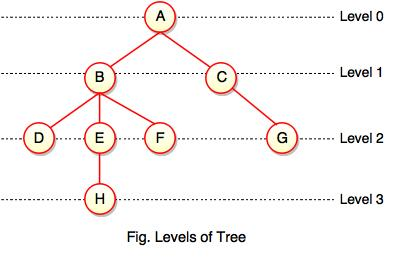 A Level 0
B C Level 1
D E F G Level 2
H Level 3
Fig. Levels of Tree